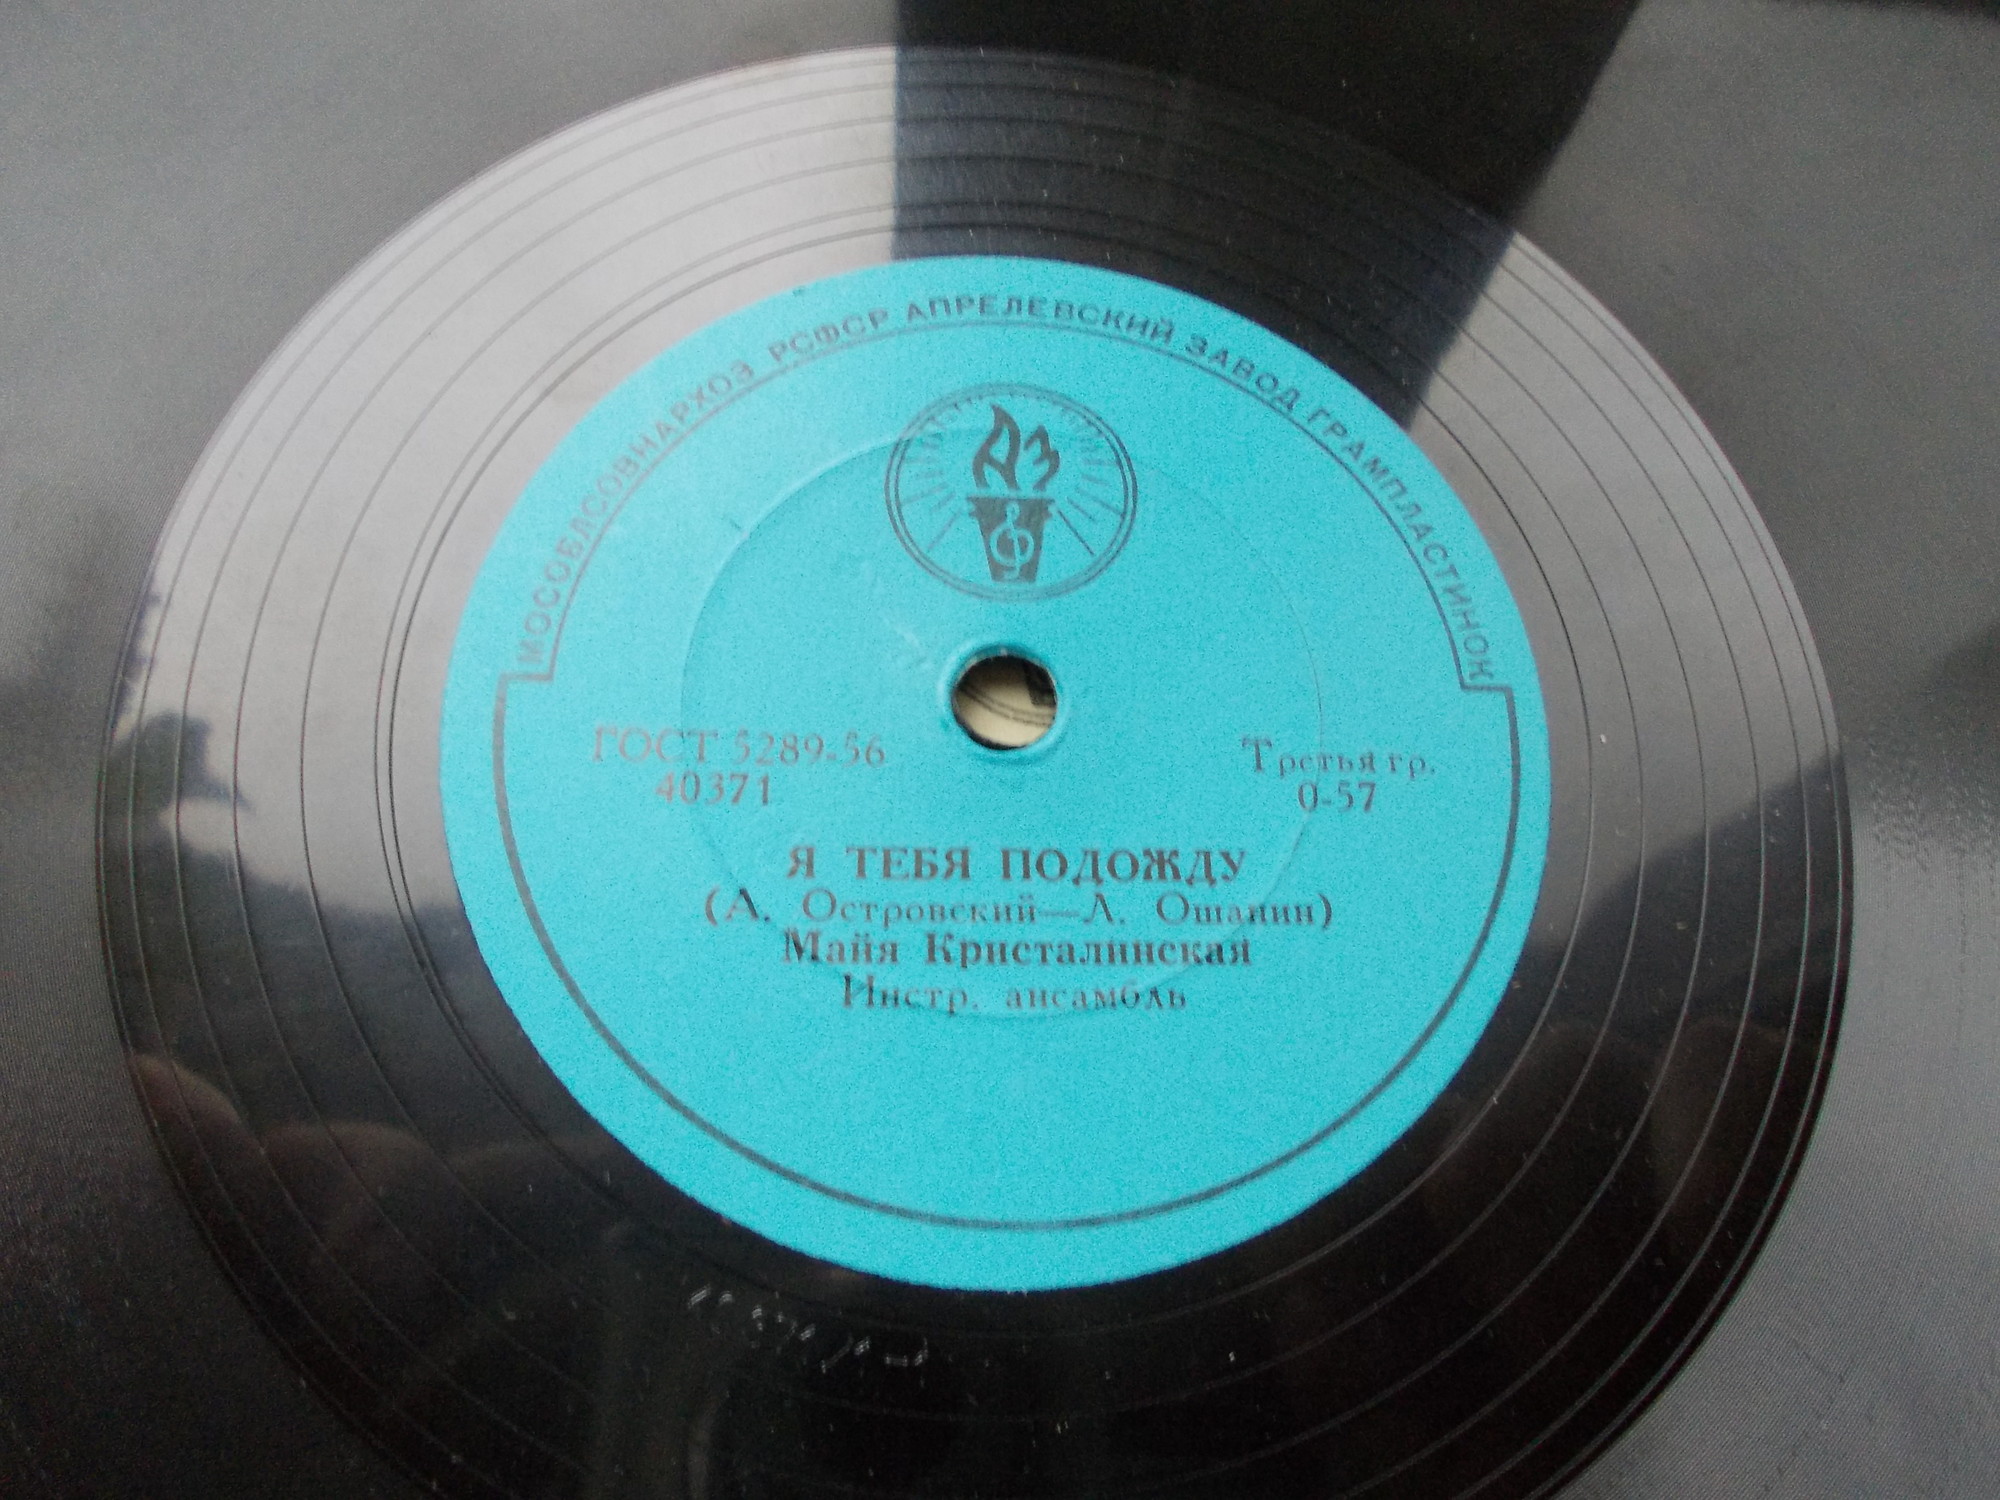 МОСОБЛСОВНАРХОЗ РСФСР АПРЕЛЕВСКИЙ ЗАВОД ГРАМПЛАСТИНОК
АЗ
ГОСТ 5289-56
40371
Третья гр.
0-57
Я ТЕБЯ ПОДОЖДУ
(А. Островский—Л. Ошанин)
Майя Кристалинская
Инстр. ансамбль